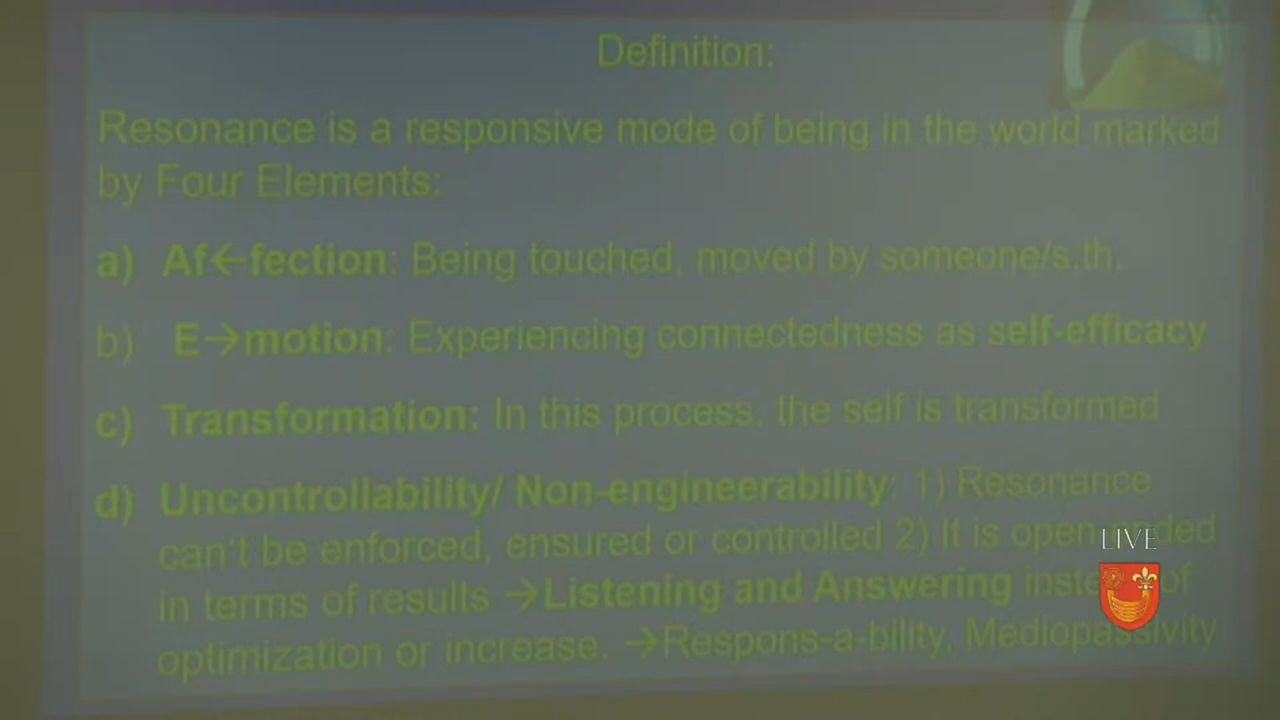 Definition:
Resonance is a responsive mode of being in the world marked
by Four Elements:
a) Af←fection: Being touched, moved by someone/s.th.
b) E→motion: Experiencing connectedness as self-efficacy
c) Transformation: In this process, the self is transformed
d) Uncontrollability/ Non-engineerability: 1) Resonance
can't be enforced, ensured or controlled 2) It is open ended
in terms of results →Listening and Answering instead of
optimization or increase. →Respons-a-bility, Mediopassivity
LIVE